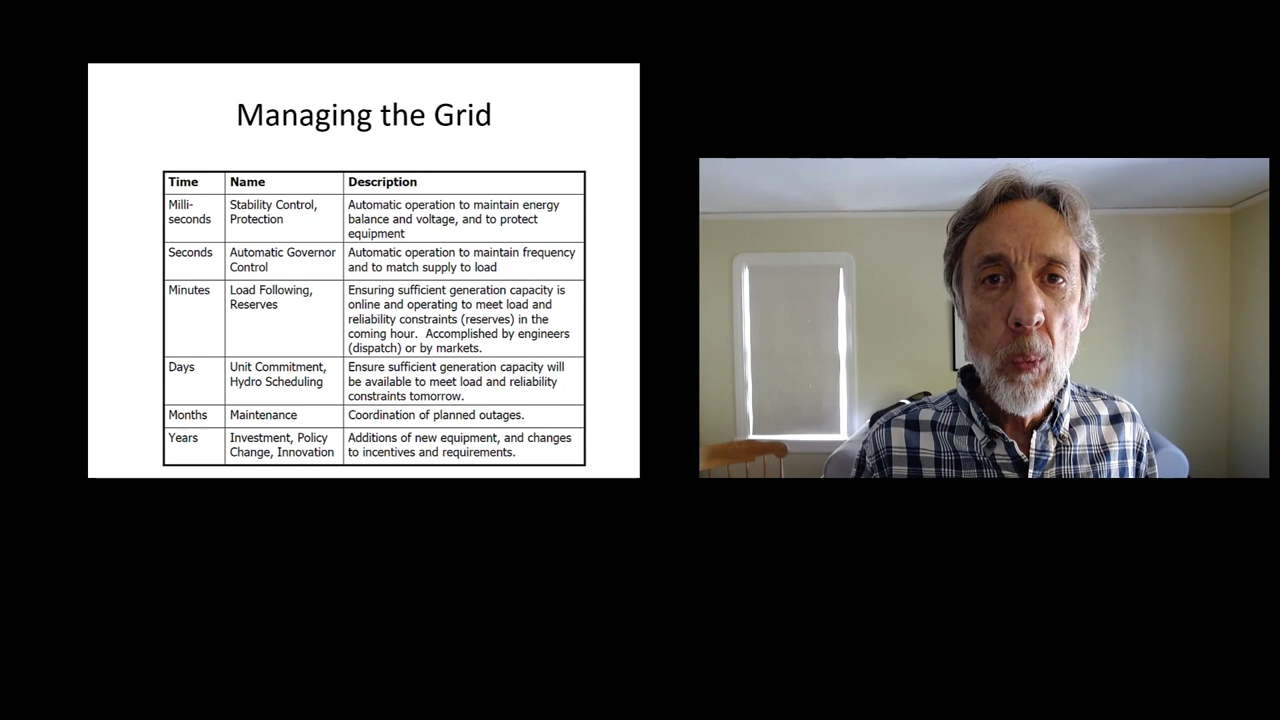 Managing the Grid
Time Name Description
Milli-
seconds
Stability Control,
Protection
Automatic operation to maintain energy
balance and voltage, and to protect
equipment
Seconds
Automatic Governor
Control
Automatic operation to maintain frequency
and to match supply to load
Minutes
Load Following,
Reserves
Ensuring sufficient generation capacity is
online and operating to meet load and
reliability constraints (reserves) in the
coming hour.  Accomplished by engineers
(dispatch) or by markets.
Days
Unit Commitment,
Hydro Scheduling
Ensure sufficient generation capacity will
be available to meet load and reliability
constraints tomorrow.
Months
Maintenance
Coordination of planned outages.
Years
Investment, Policy
Change, Innovation
Additions of new equipment, and changes
to incentives and requirements.